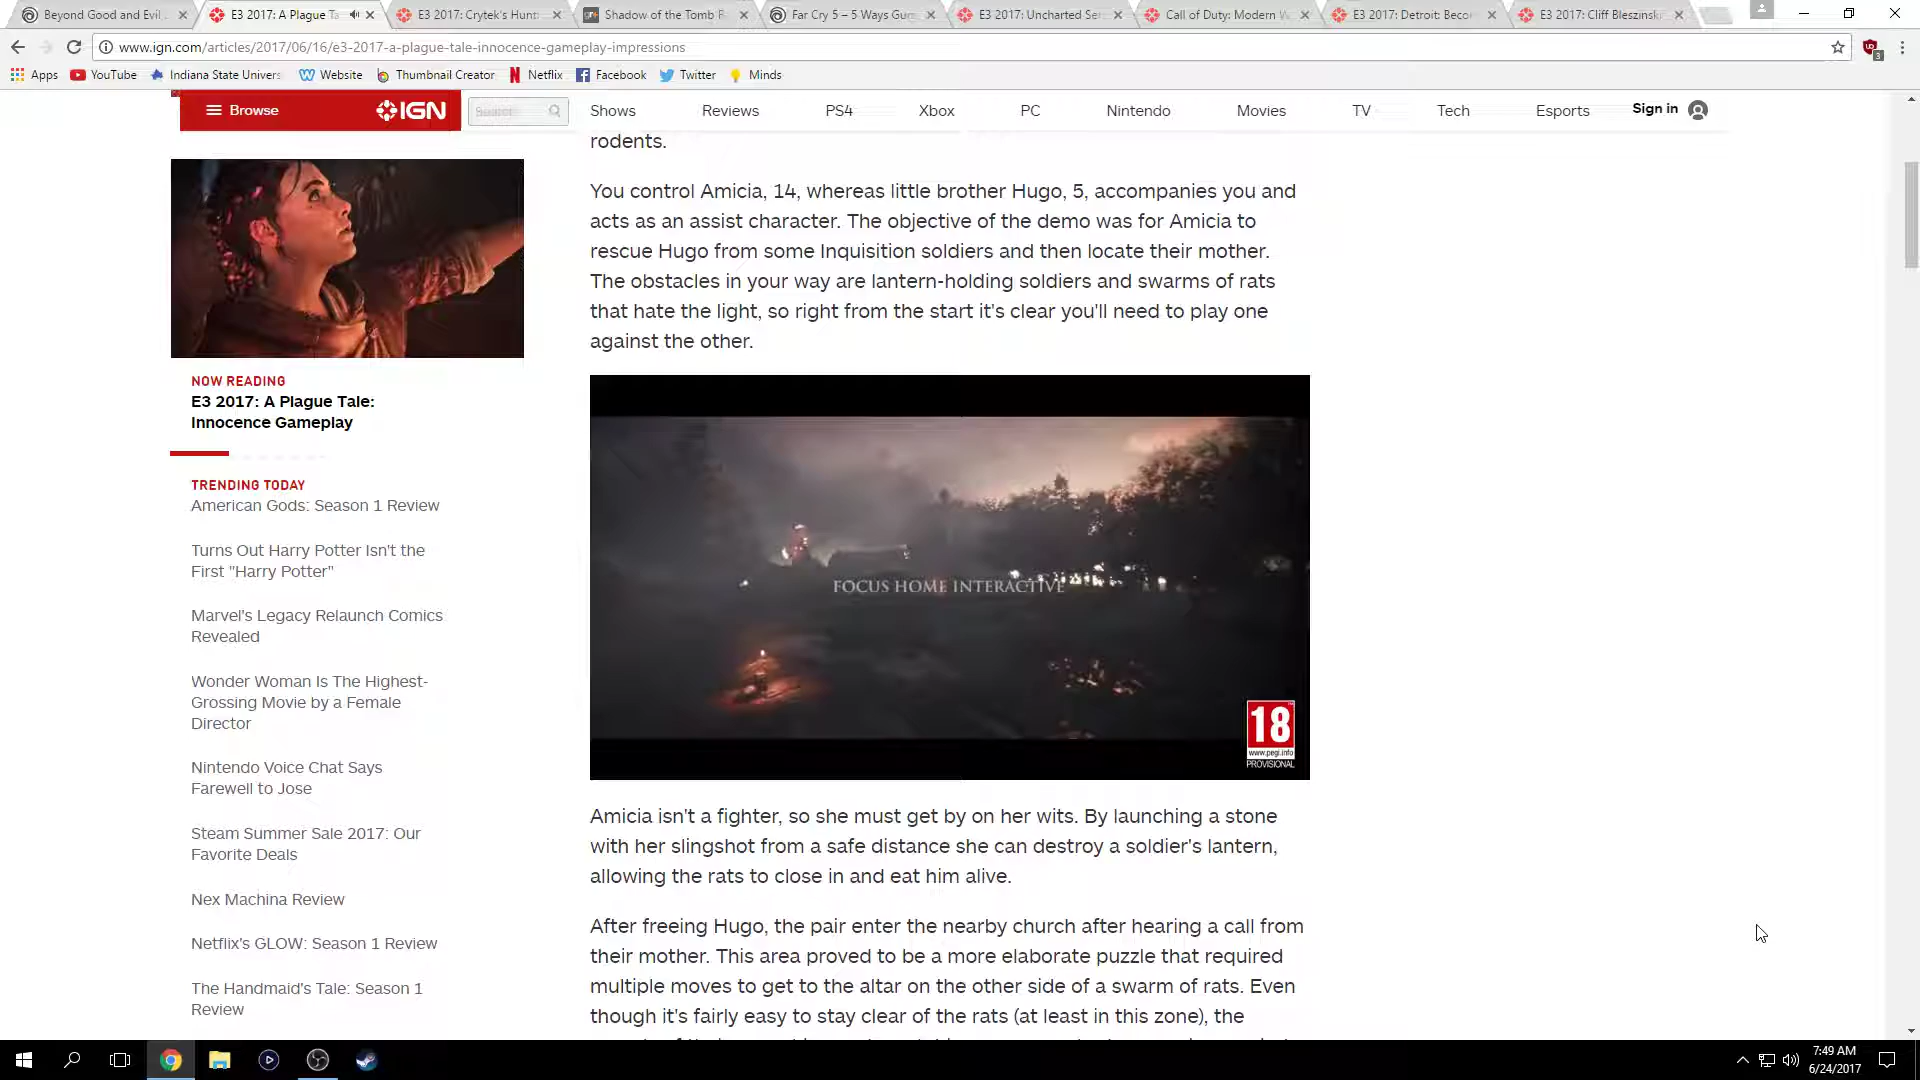 Beyond Good and Evil
E3 2017: A Plague Ta
E3 2017: Crytek's Hunt:
Shadow of the Tomb R
Far Cry 5 – 5 Ways Gun
E3 2017: Uncharted Ser
Call of Duty: Modern W
E3 2017: Detroit: Beco
E3 2017: Cliff Bleszinski
www.ign.com/articles/2017/06/16/e3-2017-a-plague-tale-innocence-gameplay-impressions
3
Apps
YouTube
Indiana State Univers
Website
Thumbnail Creator
Netflix
Facebook
Twitter
Minds
Browse
IGN
Search
Shows
Reviews
PS4
Xbox
PC
Nintendo
Movies
TV
Tech
Esports
Sign in
rodents.
You control Amicia, 14, whereas little brother Hugo, 5, accompanies you and
acts as an assist character. The objective of the demo was for Amicia to
rescue Hugo from some Inquisition soldiers and then locate their mother.
The obstacles in your way are lantern-holding soldiers and swarms of rats
that hate the light, so right from the start it's clear you'll need to play one
against the other.
NOW READING
E3 2017: A Plague Tale:
Innocence Gameplay
TRENDING TODAY
American Gods: Season 1 Review
Turns Out Harry Potter Isn't the
First "Harry Potter"
Marvel's Legacy Relaunch Comics
Revealed
Wonder Woman Is The Highest-
Grossing Movie by a Female
Director
Nintendo Voice Chat Says
Farewell to Jose
Steam Summer Sale 2017: Our
Favorite Deals
Nex Machina Review
Netflix's GLOW: Season 1 Review
The Handmaid's Tale: Season 1
Review
FOCUS HOME INTERACTIVE
18
www.pegi.info
PROVISIONAL
Amicia isn't a fighter, so she must get by on her wits. By launching a stone
with her slingshot from a safe distance she can destroy a soldier's lantern,
allowing the rats to close in and eat him alive.
After freeing Hugo, the pair enter the nearby church after hearing a call from
their mother. This area proved to be a more elaborate puzzle that required
multiple moves to get to the altar on the other side of a swarm of rats. Even
though it's fairly easy to stay clear of the rats (at least in this zone), the
7:49 AM
6/24/2017